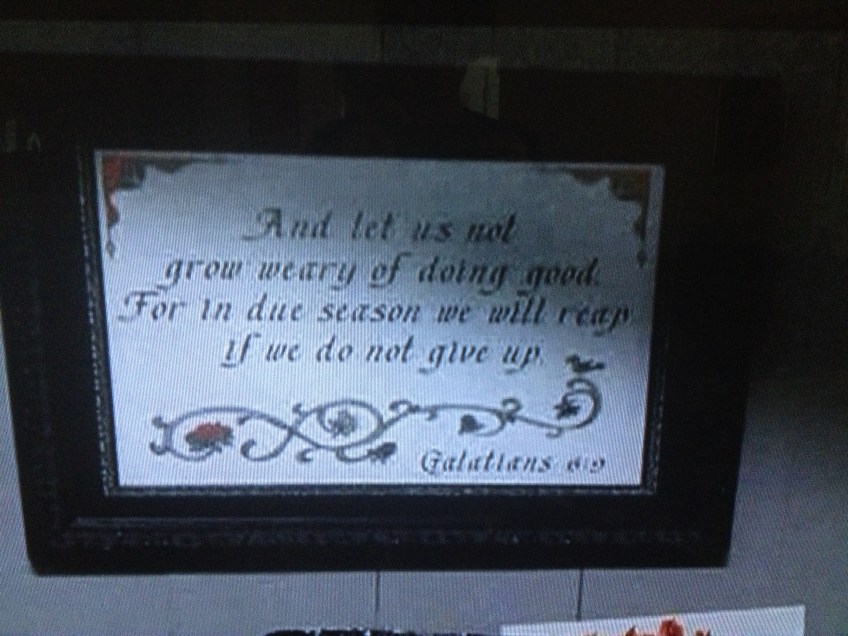 And let us not
grow weary of doing good.
For in due season we will reap
if we do not give up.
Galatians 6:9